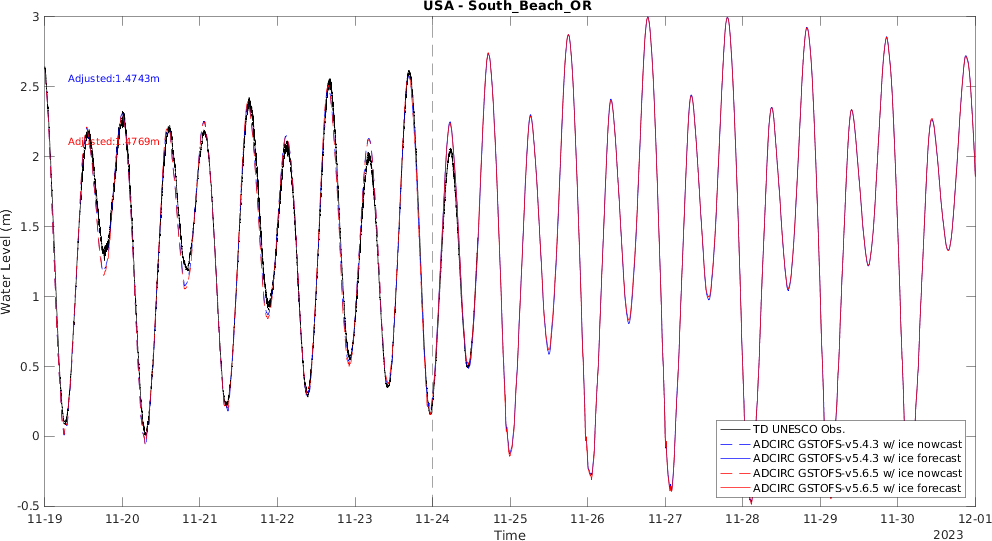 USA - South_Beach_OR
Adjusted:1.4743m
Adjusted:1.4769m
Water Level (m)
3
2.5
2
1.5
1
0.5
0
-0.5
TD UNESCO Obs.
ADCIRC GSTOFS-v5.4.3 w/ ice nowcast
ADCIRC GSTOFS-v5.4.3 w/ ice forecast
ADCIRC GSTOFS-v5.6.5 w/ ice nowcast
ADCIRC GSTOFS-v5.6.5 w/ ice forecast
11-19 11-20 11-21 11-22 11-23 11-24 11-25 11-26 11-27 11-28 11-29 11-30 12-01
Time
2023